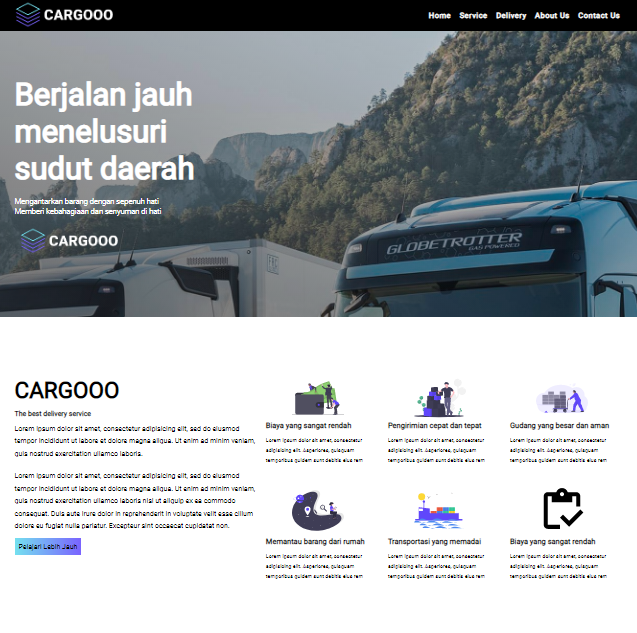 CARGOOO
Home Service Delivery About Us Contact Us
Berjalan jauh
menelusuri
sudut daerah
Mengantarkan barang dengan sepenuh hati
Memberi kebahagiaan dan senyuman di hati
CARGOOO
GLOBETROTTER
GAS POWERED
CARGOOO
The best delivery service
Lorem ipsum dolor sit amet, consectetur adipisicing elit, sed do eiusmod
tempor incididunt ut labore et dolore magna aliqua. Ut enim ad minim veniam,
quis nostrud exercitation ullamco laboris.
Lorem ipsum dolor sit amet, consectetur adipisicing elit, sed do eiusmod
tempor incididunt ut labore et dolore magna aliqua. Ut enim ad minim veniam,
quis nostrud exercitation ullamco laboris nisi ut aliquip ex ea commodo
consequat. Duis aute irure dolor in reprehenderit in voluptate velit esse cillum
dolore eu fugiat nulla pariatur. Excepteur sint occaecat cupidatat non.
Pelajari Lebih Jauh
Biaya yang sangat rendah
Lorem ipsum dolor sit amet, consectetur
adipisicing elit. Asperiores, quisquam
temporibus quidem sunt debitis eius rem
Pengirimian cepat dan tepat
Lorem ipsum dolor sit amet, consectetur
adipisicing elit. Asperiores, quisquam
temporibus quidem sunt debitis eius rem
Gudang yang besar dan aman
Lorem ipsum dolor sit amet, consectetur
adipisicing elit. Asperiores, quisquam
temporibus quidem sunt debitis eius rem
Memantau barang dari rumah
Lorem ipsum dolor sit amet, consectetur
adipisicing elit. Asperiores, quisquam
temporibus quidem sunt debitis eius rem
Transportasi yang memadai
Lorem ipsum dolor sit amet, consectetur
adipisicing elit. Asperiores, quisquam
temporibus quidem sunt debitis eius rem
Biaya yang sangat rendah
Lorem ipsum dolor sit amet, consectetur
adipisicing elit. Asperiores, quisquam
temporibus quidem sunt debitis eius rem